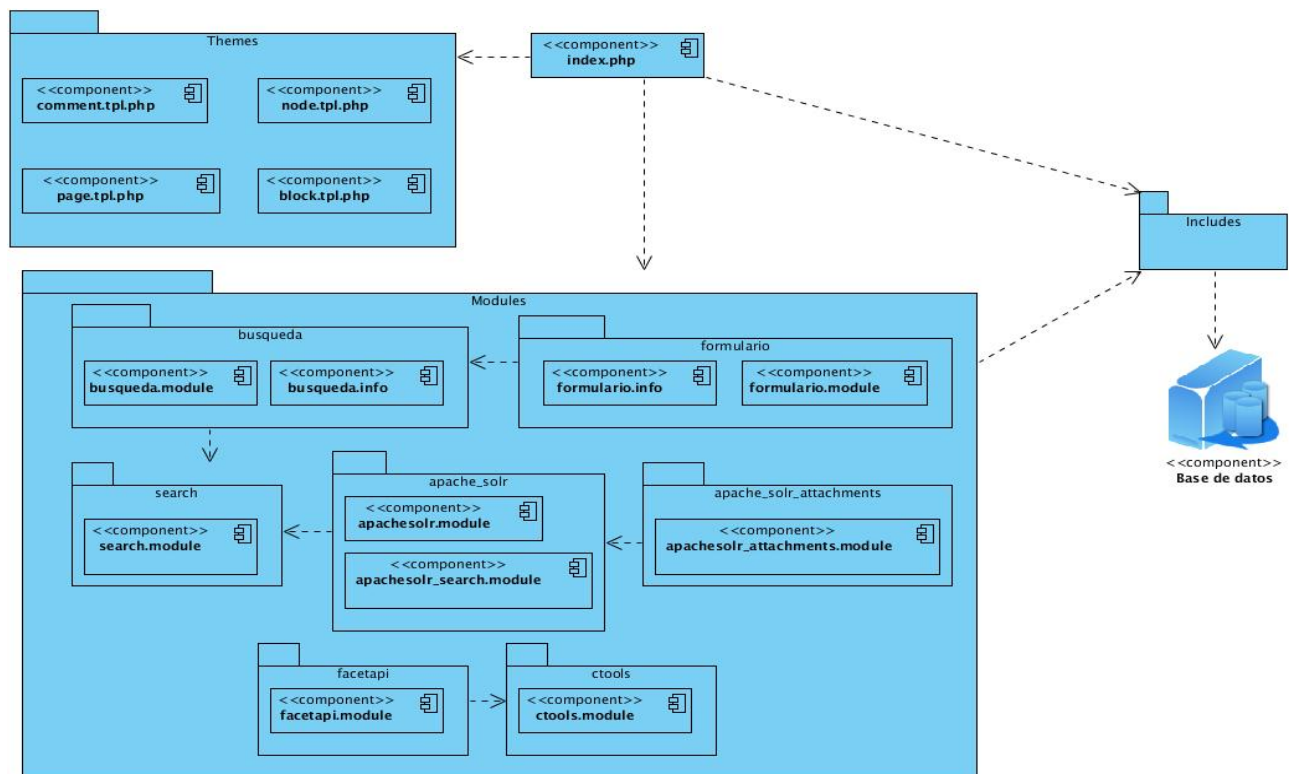 Themes
<<component>>
index.php
<<component>>
comment.tpl.php
<<component>>
node.tpl.php
<<component>>
page.tpl.php
<<component>>
block.tpl.php
Includes
<<component>>
Base de datos
Modules
busqueda
<<component>>
busqueda.module
<<component>>
busqueda.info
formulario
<<component>>
formulario.info
<<component>>
formulario.module
search
<<component>>
search.module
apache_solr
<<component>>
apachesolr.module
<<component>>
apachesolr_search.module
apache_solr_attachments
<<component>>
apachesolr_attachments.module
facetapi
<<component>>
facetapi.module
ctools
<<component>>
ctools.module